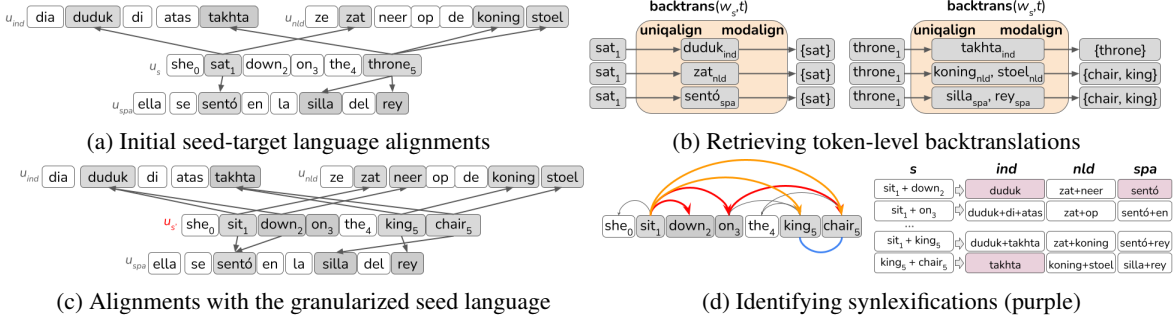 u_ind dia duduk di atas takhta u_nld ze zat neer op de koning stoel
u_s she_0 sat_1 down_2 on_3 the_4 throne_5
u_spa ella se sentó en la silla del rey
(a) Initial seed-target language alignments
backtrans(w_s,t) backtrans(w_s,t)
uniqalign modalign uniqalign modalign
sat_1 duduk_ind {sat} throne_1 takhta_ind {throne}
sat_1 zat_nld {sat} throne_1 koning_nld, stoel_nld {chair, king}
sat_1 sentó_spa {sat} throne_1 silla_spa, rey_spa {chair, king}
(b) Retrieving token-level backtranslations
u_ind dia duduk di atas takhta u_nld ze zat neer op de koning stoel
u_s' she_0 sit_1 down_2 on_3 the_4 king_5 chair_5
u_spa ella se sentó en la silla del rey
(c) Alignments with the granularized seed language
she_0 sit_1 down_2 on_3 the_4 king_5 chair_5
s ind nld spa
sit_1 + down_2 duduk zat+neer sentó
sit_1 + on_3 duduk+di+atas zat+op sentó+en
...
sit_1 + king_5 duduk+takhta zat+koning sentó+rey
king_5 + chair_5 takhta koning+stoel silla+rey
(d) Identifying synlexifications (purple)